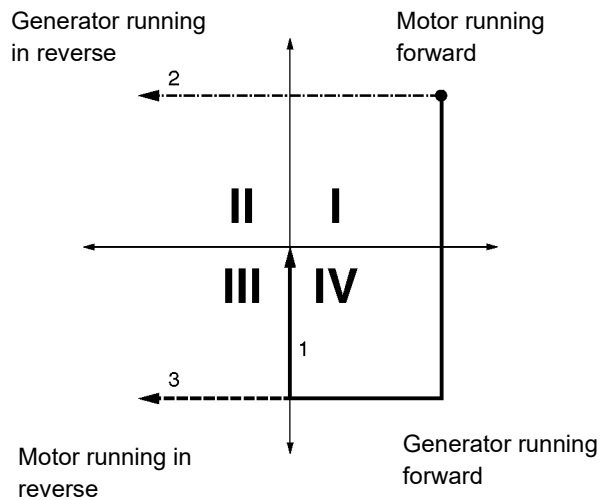 Generator running
in reverse
Motor running
forward
2
II
I
III
IV
1
3
Motor running in
reverse
Generator running
forward